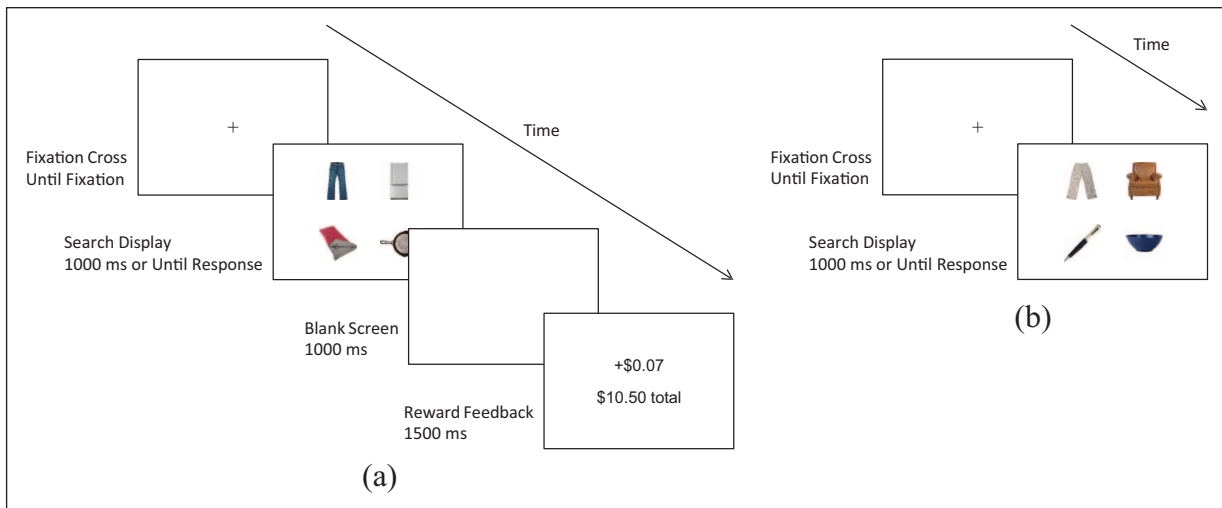 Time
Fixation Cross
Until Fixation
Search Display
1000 ms or Until Response
Blank Screen
1000 ms
+$0.07
$10.50 total
Reward Feedback
1500 ms
(a)
Time
Fixation Cross
Until Fixation
Search Display
1000 ms or Until Response
(b)